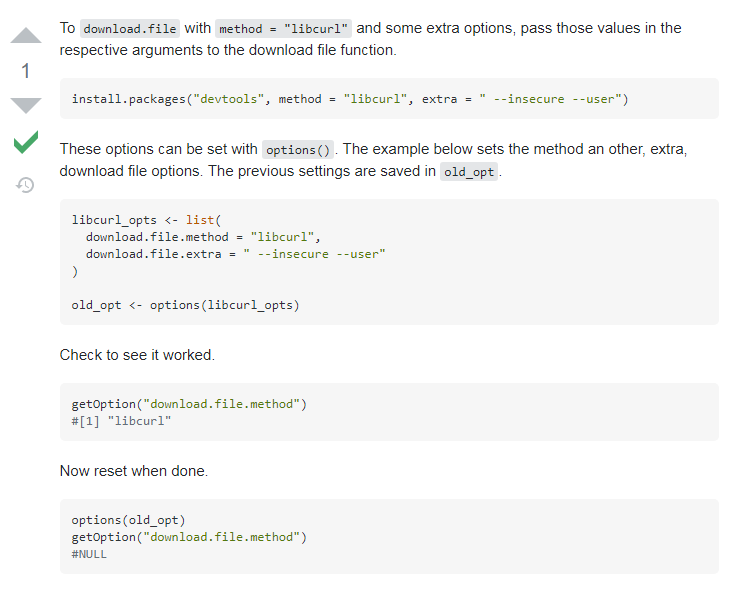 To download.file with method = "libcurl" and some extra options, pass those values in the
1
respective arguments to the download file function.
install.packages("devtools", method = "libcurl", extra = " --insecure --user")
These options can be set with options(). The example below sets the method an other, extra,
download file options. The previous settings are saved in old_opt.
libcurl_opts <- list(
  download.file.method = "libcurl",
  download.file.extra = " --insecure --user"
)
old_opt <- options(libcurl_opts)
Check to see it worked.
getOption("download.file.method")
#[1] "libcurl"
Now reset when done.
options(old_opt)
getOption("download.file.method")
#NULL